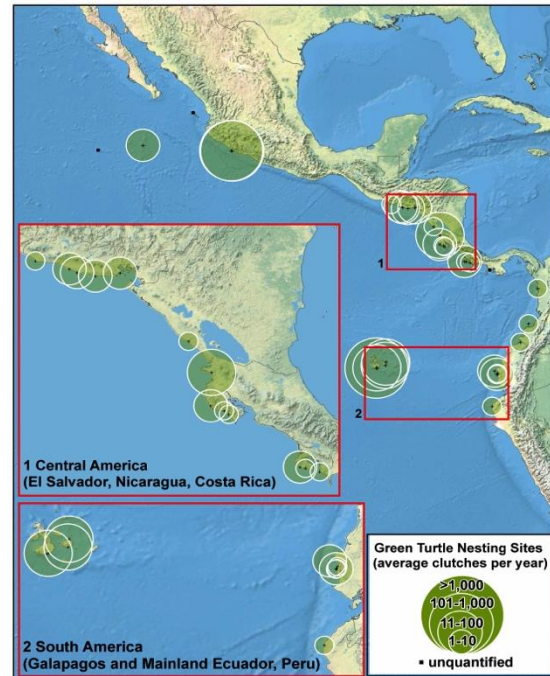 1
2
1 Central America
(El Salvador, Nicaragua, Costa Rica)
2 South America
(Galapagos and Mainland Ecuador, Peru)
Green Turtle Nesting Sites
(average clutches per year)
>1,000
101-1,000
11-100
1-10
unquantified